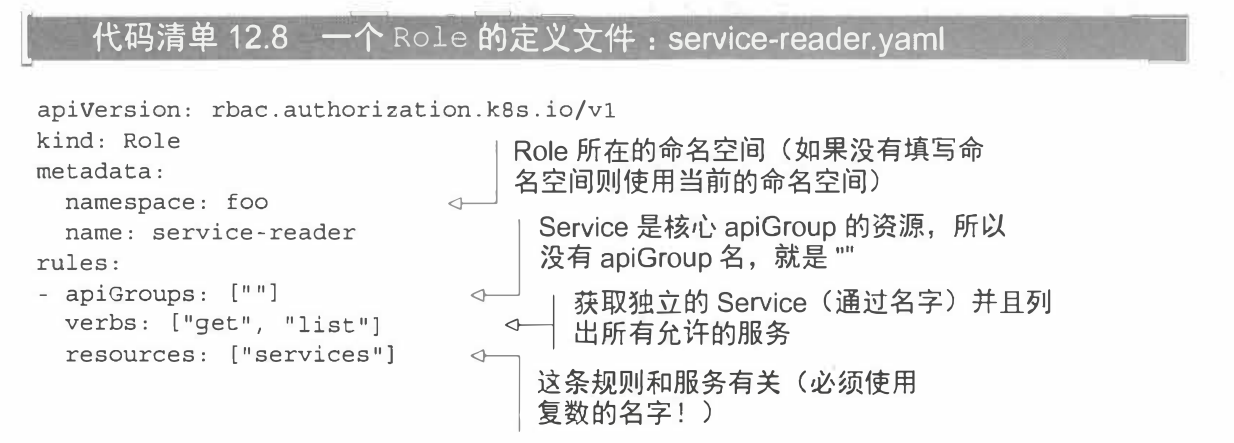 代码清单 12.8 一个 Role 的定义文件：service-reader.yaml
apiVersion: rbac.authorization.k8s.io/v1
kind: Role
metadata:
  namespace: foo
  name: service-reader
rules:
- apiGroups: [""]
  verbs: ["get", "list"]
  resources: ["services"]
Role 所在的命名空间（如果没有填写命
名空间则使用当前的命名空间）
Service 是核心 apiGroup 的资源，所以
没有 apiGroup 名，就是 ""
获取独立的 Service（通过名字）并且列
出所有允许的服务
这条规则和服务有关（必须使用
复数的名字！）